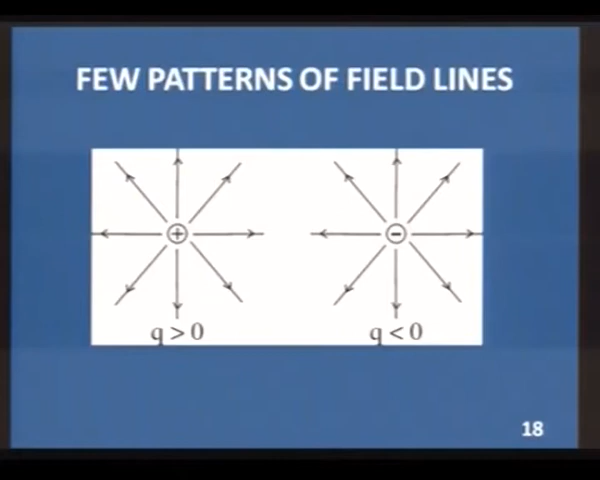 FEW PATTERNS OF FIELD LINES
+
−
q > 0
q < 0
18